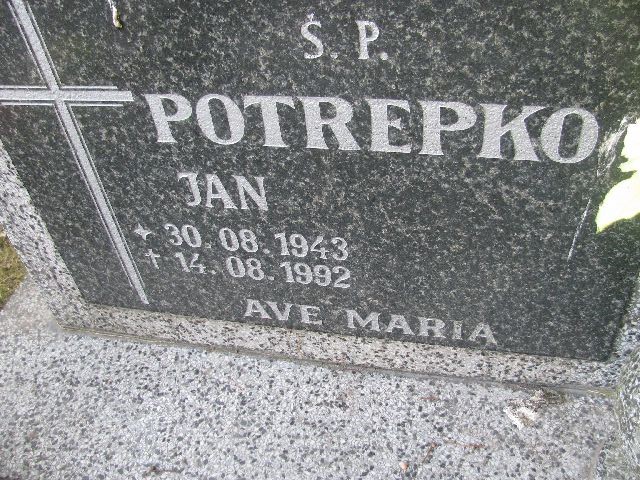 Ś. P.
POTREPKO
JAN
* 30. 08. 1943
† 14. 08. 1992
AVE MARIA